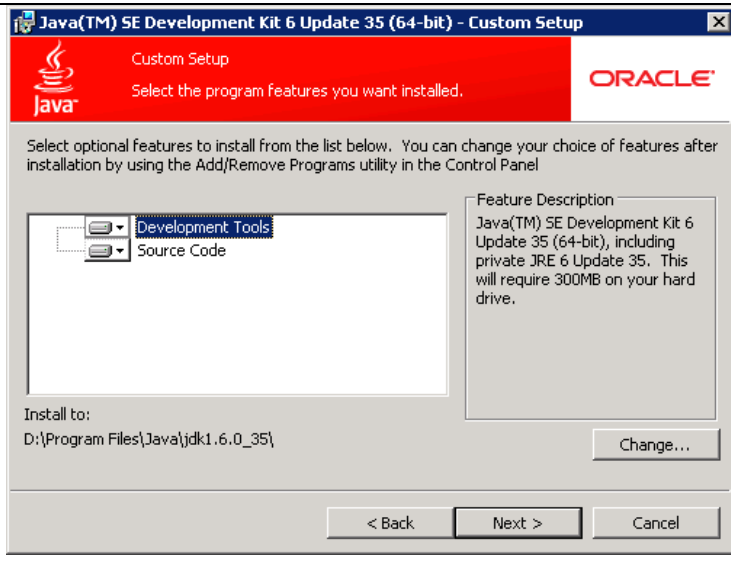 Java(TM) SE Development Kit 6 Update 35 (64-bit) - Custom Setup
Custom Setup
Select the program features you want installed.
Java™
ORACLE®
Select optional features to install from the list below. You can change your choice of features after
installation by using the Add/Remove Programs utility in the Control Panel
Development Tools
Source Code
Feature Description
Java(TM) SE Development Kit 6
Update 35 (64-bit), including
private JRE 6 Update 35. This
will require 300MB on your hard
drive.
Install to:
D:\Program Files\Java\jdk1.6.0_35\
Change...
< Back
Next >
Cancel